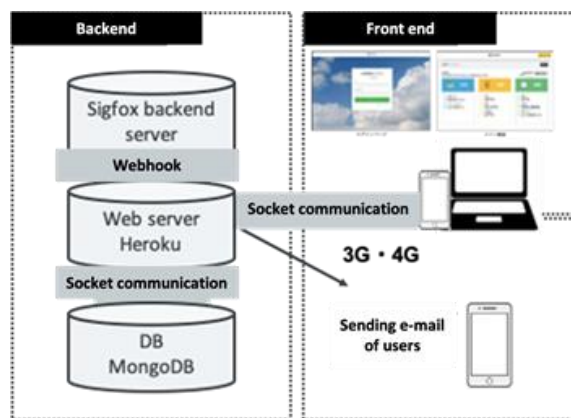 Backend
Sigfox backend
server
Webhook
Web server
Heroku
Socket communication
DB
MongoDB
Front end
Socket communication
3G・4G
Sending e-mail
of users